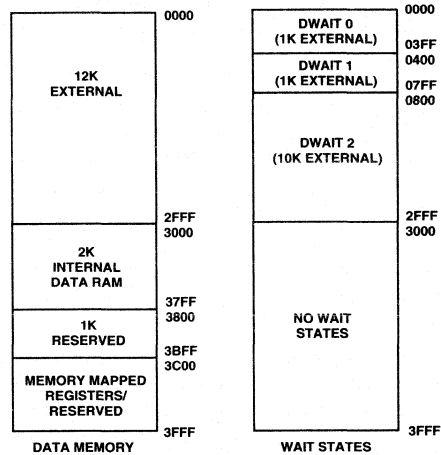 0000
12K
EXTERNAL
2FFF
3000
2K
INTERNAL
DATA RAM
37FF
3800
1K
RESERVED
3BFF
3C00
MEMORY MAPPED
REGISTERS/
RESERVED
3FFF
DATA MEMORY
0000
DWAIT 0
(1K EXTERNAL)
03FF
0400
DWAIT 1
(1K EXTERNAL)
07FF
0800
DWAIT 2
(10K EXTERNAL)
2FFF
3000
NO WAIT
STATES
3FFF
WAIT STATES